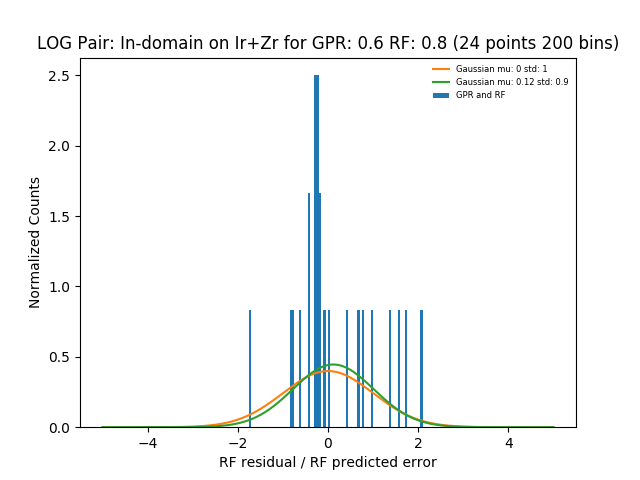 LOG Pair: In-domain on Ir+Zr for GPR: 0.6 RF: 0.8 (24 points 200 bins)
Gaussian mu: 0 std: 1
Gaussian mu: 0.12 std: 0.9
GPR and RF
Normalized Counts
2.5
2.0
1.5
1.0
0.5
0.0
−4
−2
0
2
4
RF residual / RF predicted error